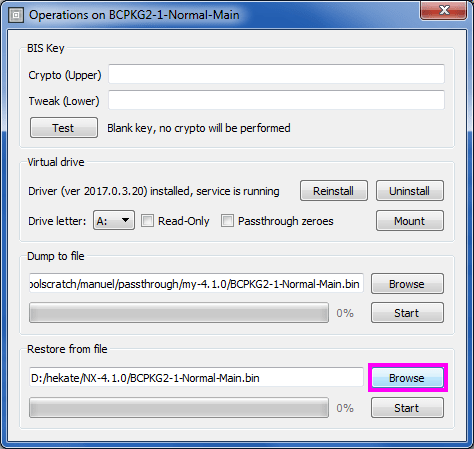 Operations on BCPKG2-1-Normal-Main
BIS Key
Crypto (Upper)
Tweak (Lower)
Test Blank key, no crypto will be performed
Virtual drive
Driver (ver 2017.0.3.20) installed, service is running Reinstall Uninstall
Drive letter: A: Read-Only Passthrough zeroes Mount
Dump to file
oolscratch/manuel/passthrough/my-4.1.0/BCPKG2-1-Normal-Main.bin Browse
0% Start
Restore from file
D:/hekate/NX-4.1.0/BCPKG2-1-Normal-Main.bin Browse
0% Start